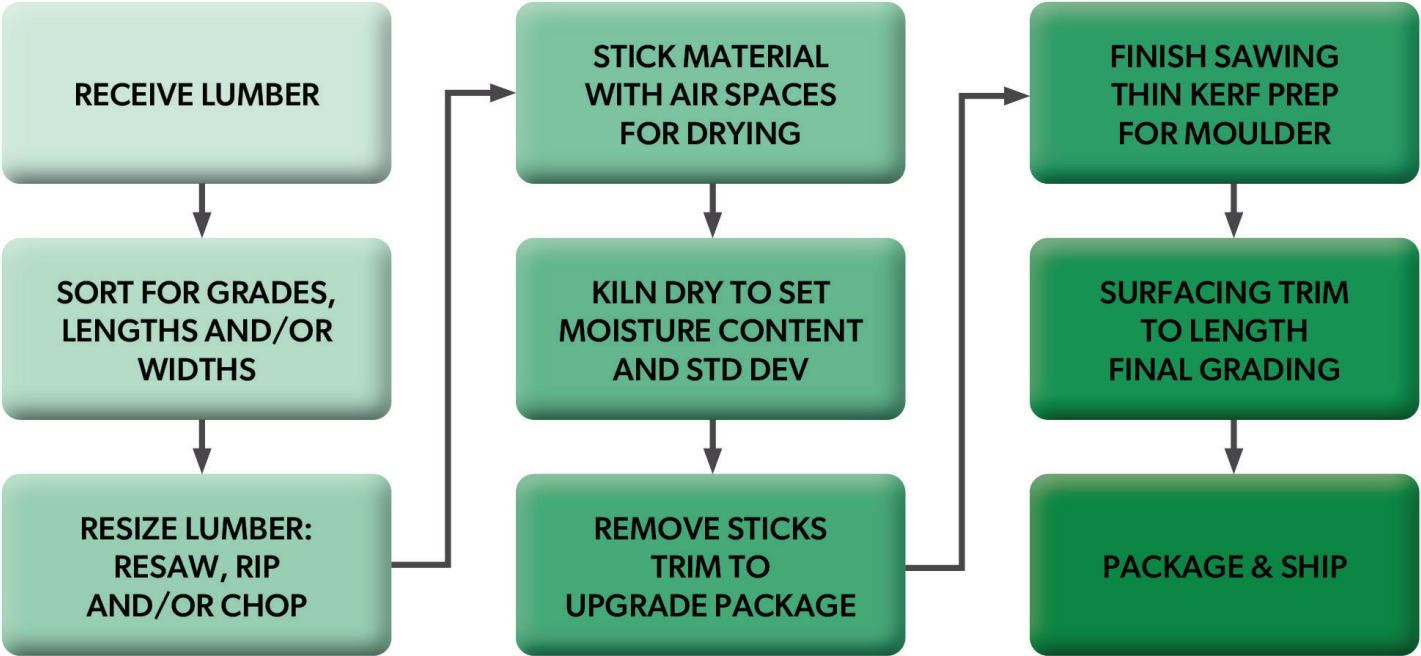 RECEIVE LUMBER
SORT FOR GRADES,
LENGTHS AND/OR
WIDTHS
RESIZE LUMBER:
RESAW, RIP
AND/OR CHOP
STICK MATERIAL
WITH AIR SPACES
FOR DRYING
KILN DRY TO SET
MOISTURE CONTENT
AND STD DEV
REMOVE STICKS
TRIM TO
UPGRADE PACKAGE
FINISH SAWING
THIN KERF PREP
FOR MOULDER
SURFACING TRIM
TO LENGTH
FINAL GRADING
PACKAGE & SHIP